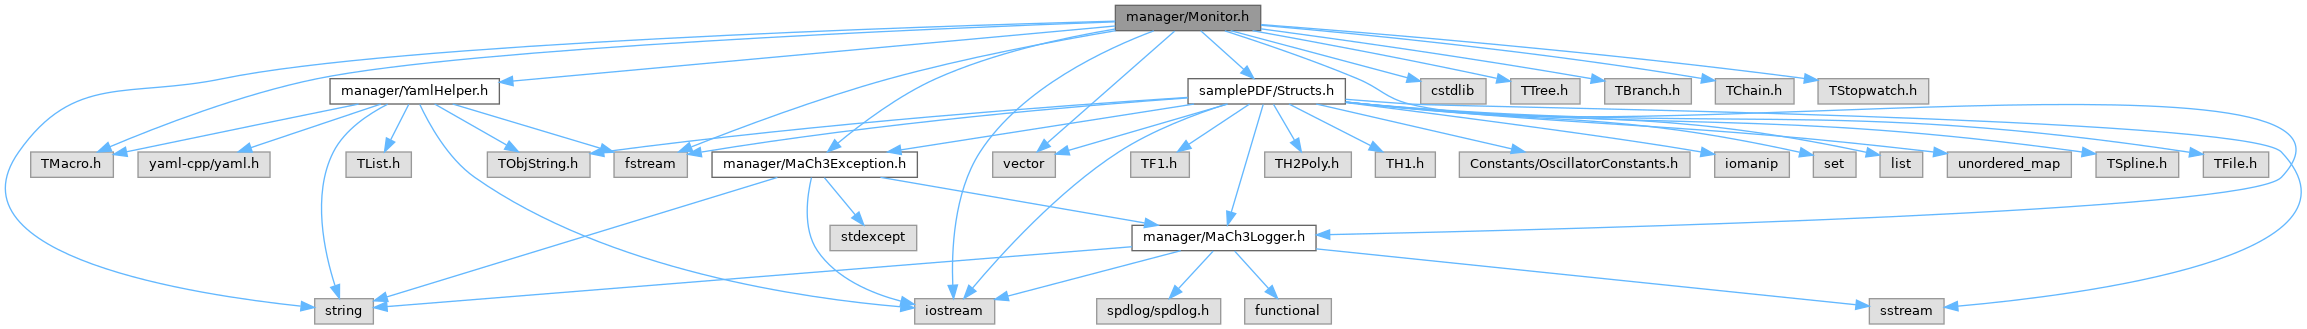 manager/Monitor.h
manager/YamlHelper.h
samplePDF/Structs.h
cstdlib
TTree.h
TBranch.h
TChain.h
TStopwatch.h
TMacro.h
yaml-cpp/yaml.h
TList.h
TObjString.h
fstream
manager/MaCh3Exception.h
vector
TF1.h
TH2Poly.h
TH1.h
Constants/OscillatorConstants.h
iomanip
set
list
unordered_map
TSpline.h
TFile.h
stdexcept
manager/MaCh3Logger.h
string
iostream
spdlog/spdlog.h
functional
sstream